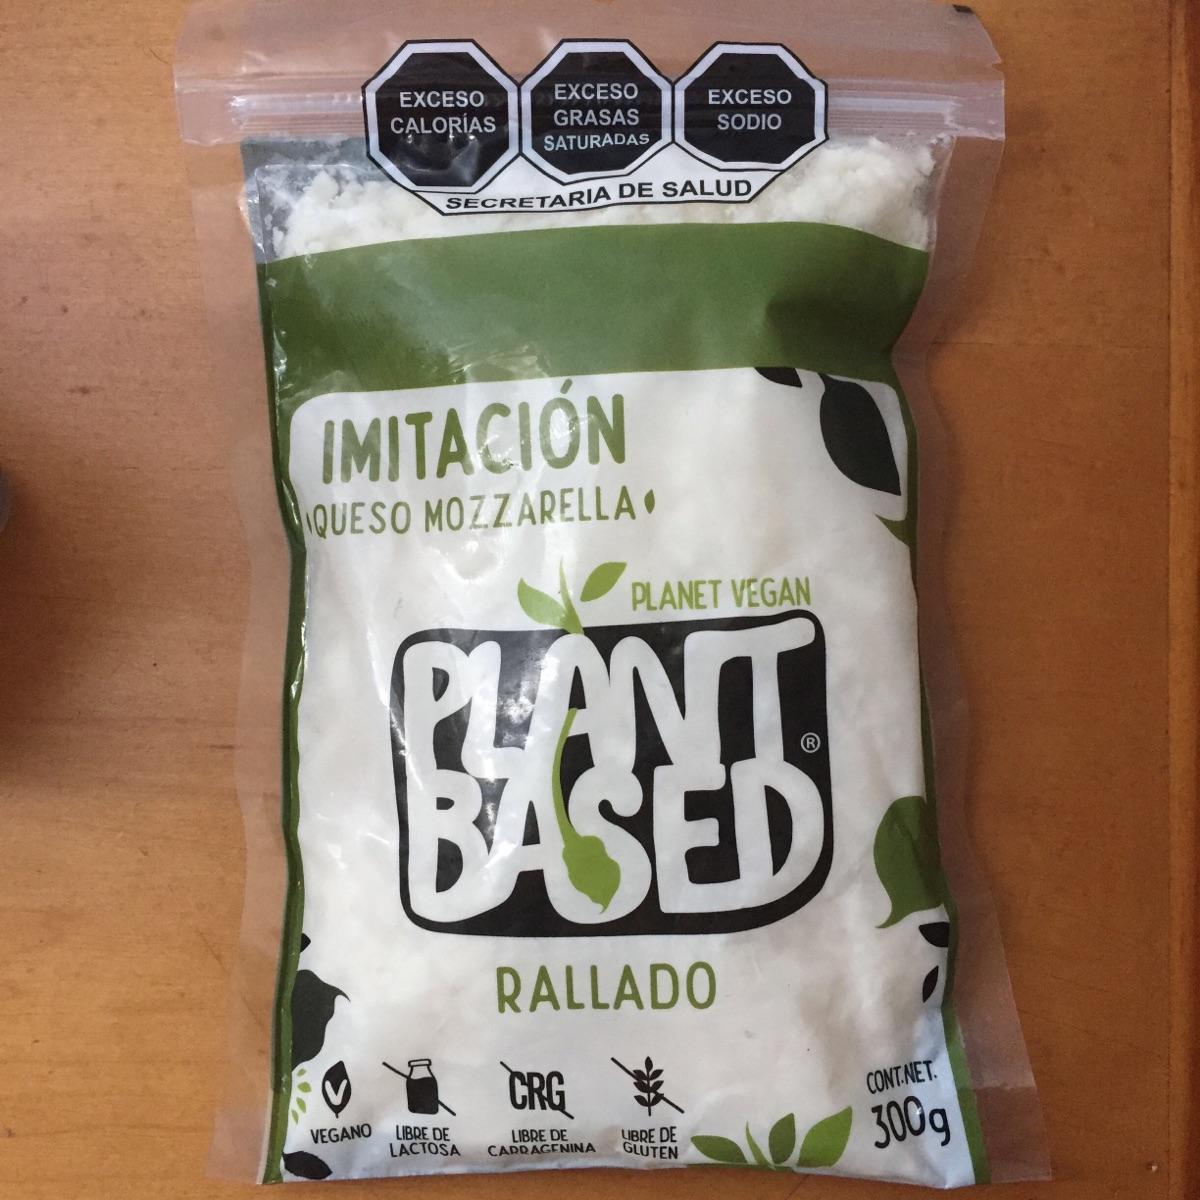 EXCESO
CALORÍAS
EXCESO
GRASAS
SATURADAS
EXCESO
SODIO
SECRETARIA DE SALUD
IMITACIÓN
QUESO MOZZARELLA
PLANET VEGAN
PLANT
BASED
®
RALLADO
VEGANO
LIBRE DE
LACTOSA
CRG
LIBRE DE
CARRAGENINA
LIBRE DE
GLUTEN
CONT.NET.
300g